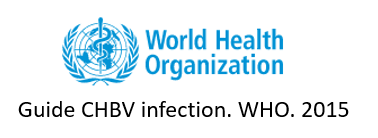 World Health
Organization
Guide CHBV infection. WHO. 2015